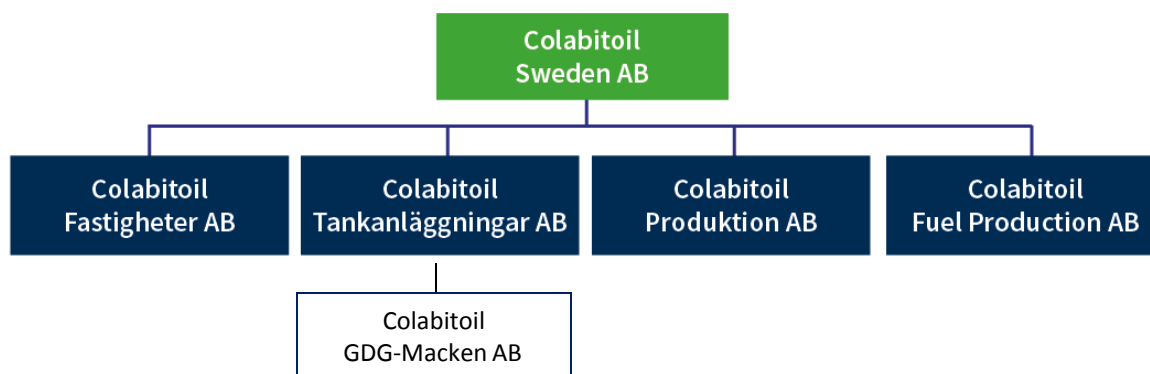 Colabitoil
Sweden AB
Colabitoil
Fastigheter AB
Colabitoil
Tankanläggningar AB
Colabitoil
Produktion AB
Colabitoil
Fuel Production AB
Colabitoil
GDG-Macken AB